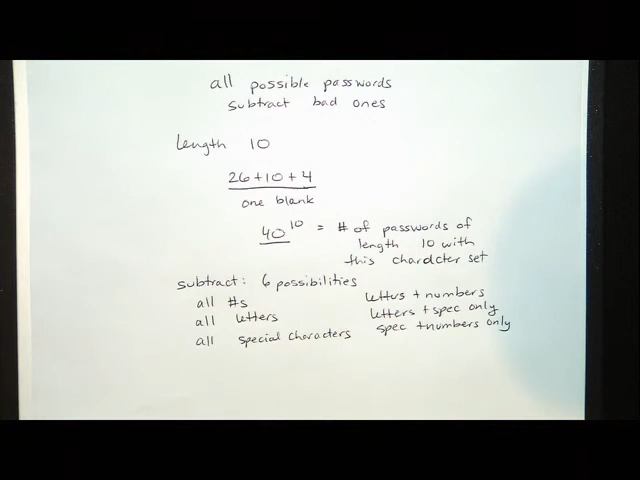 all possible passwords
subtract bad ones
length 10
26+10+4
one blank
40^10 = # of passwords of
length 10 with
this character set
subtract: 6 possibilities
all #s
all letters
all special characters
letters + numbers
letters + spec only
spec + numbers only